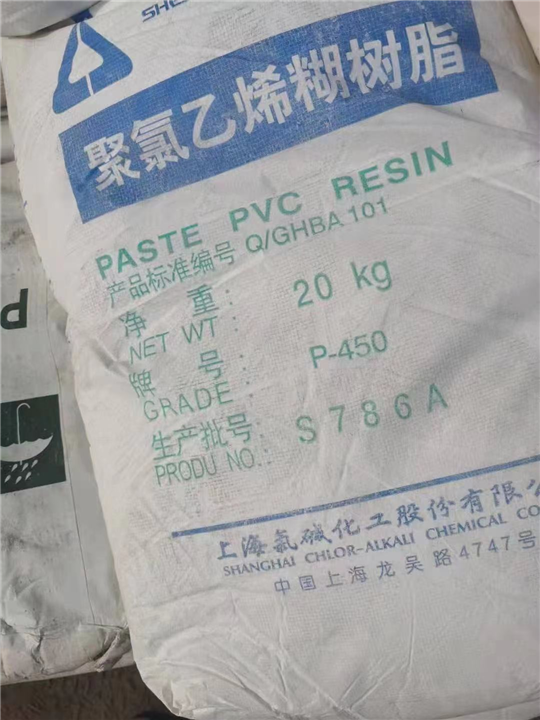 聚氯乙烯糊树脂
PASTE PVC RESIN
产品标准编号 Q/GHBA 101
净 重: 20 kg
NET WT:
牌 号: P-450
GRADE:
生产批号: S786A
PRODU NO.:
上海氯碱化工股份有限
SHANGHAI CHLOR-ALKALI CHEMICAL CO
中国上海龙吴路4747号
P